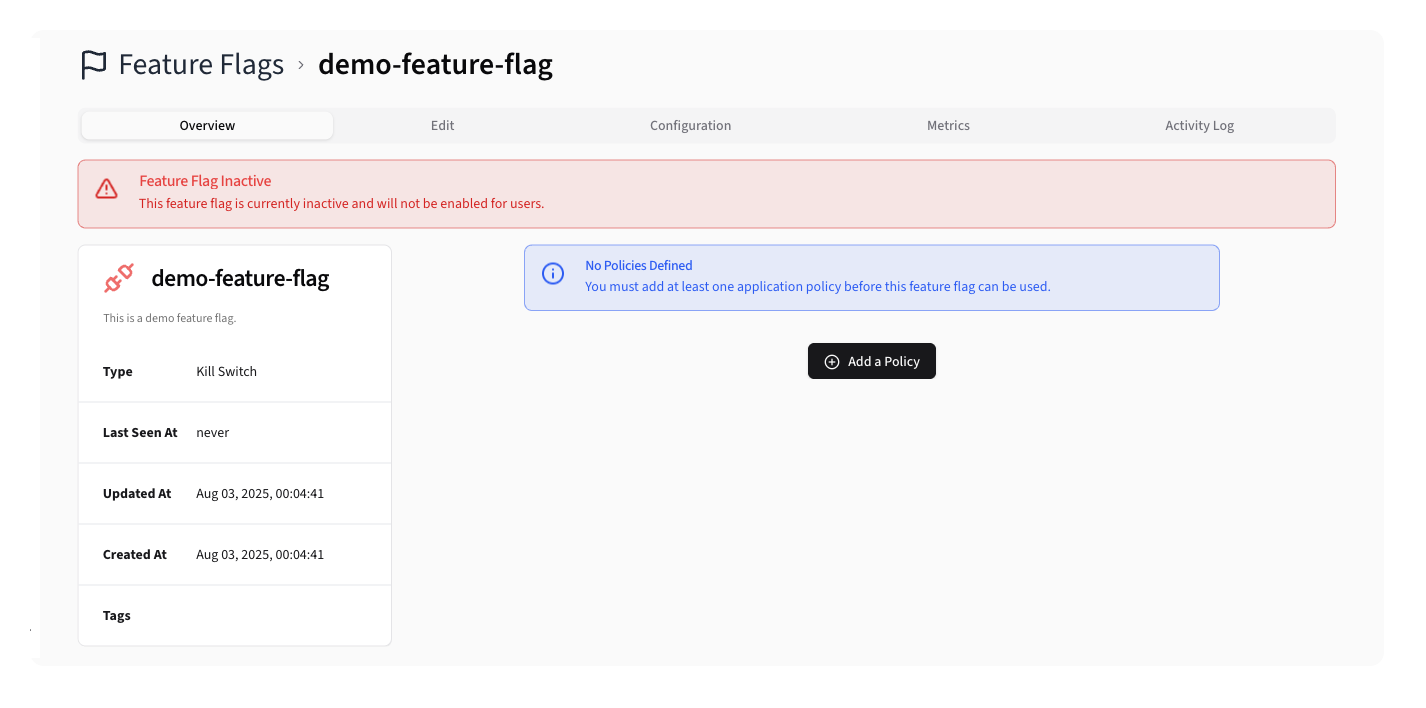 Feature Flags › demo-feature-flag
Overview Edit Configuration Metrics Activity Log
Feature Flag Inactive
This feature flag is currently inactive and will not be enabled for users.
demo-feature-flag
This is a demo feature flag.
Type Kill Switch
Last Seen At never
Updated At Aug 03, 2025, 00:04:41
Created At Aug 03, 2025, 00:04:41
Tags
No Policies Defined
You must add at least one application policy before this feature flag can be used.
Add a Policy